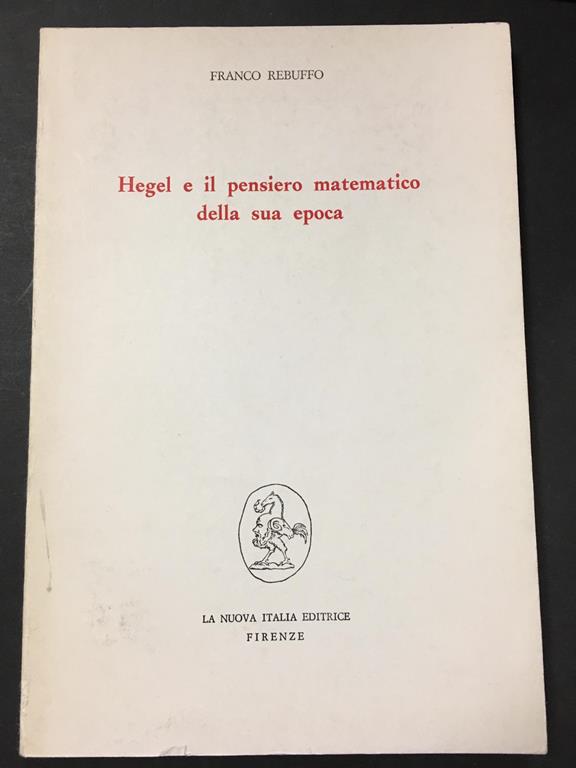 FRANCO REBUFFO
Hegel e il pensiero matematico
della sua epoca
LA NUOVA ITALIA EDITRICE
FIRENZE